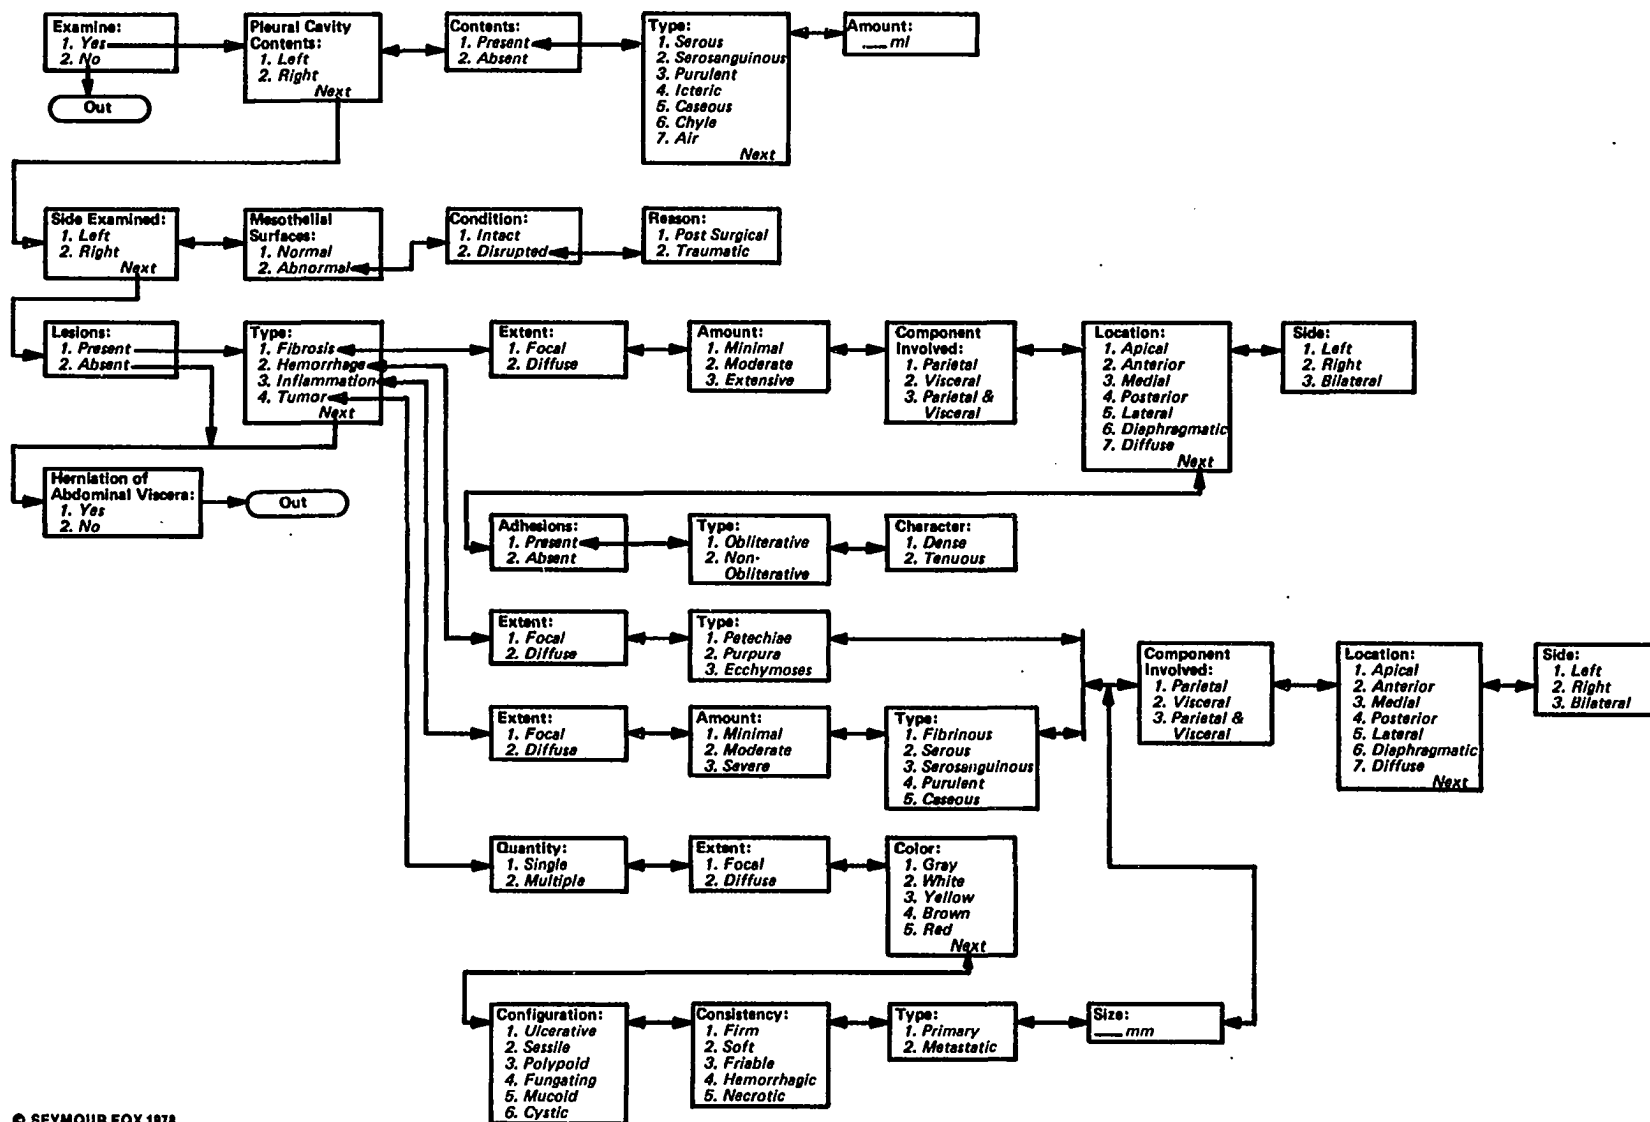 Examine:
1. Yes
2. No
Out
Pleural Cavity
Contents:
1. Left
2. Right
Next
Contents:
1. Present
2. Absent
Type:
1. Serous
2. Serosanguinous
3. Purulent
4. Icteric
5. Caseous
6. Chyle
7. Air
Next
Amount:
___ ml
Side Examined:
1. Left
2. Right
Next
Mesothelial
Surfaces:
1. Normal
2. Abnormal
Condition:
1. Intact
2. Disrupted
Reason:
1. Post Surgical
2. Traumatic
Lesions:
1. Present
2. Absent
Type:
1. Fibrosis
2. Hemorrhage
3. Inflammation
4. Tumor
Next
Extent:
1. Focal
2. Diffuse
Amount:
1. Minimal
2. Moderate
3. Extensive
Component
Involved:
1. Parietal
2. Visceral
3. Parietal &
Visceral
Location:
1. Apical
2. Anterior
3. Medial
4. Posterior
5. Lateral
6. Diaphragmatic
7. Diffuse
Next
Side:
1. Left
2. Right
3. Bilateral
Herniation of
Abdominal Viscera:
1. Yes
2. No
Out
Adhesions:
1. Present
2. Absent
Type:
1. Obliterative
2. Non-
Obliterative
Character:
1. Dense
2. Tenuous
Extent:
1. Focal
2. Diffuse
Type:
1. Petechiae
2. Purpura
3. Ecchymoses
Component
Involved:
1. Parietal
2. Visceral
3. Parietal &
Visceral
Location:
1. Apical
2. Anterior
3. Medial
4. Posterior
5. Lateral
6. Diaphragmatic
7. Diffuse
Next
Side:
1. Left
2. Right
3. Bilateral
Extent:
1. Focal
2. Diffuse
Amount:
1. Minimal
2. Moderate
3. Severe
Type:
1. Fibrinous
2. Serous
3. Serosanguinous
4. Purulent
5. Caseous
Quantity:
1. Single
2. Multiple
Extent:
1. Focal
2. Diffuse
Color:
1. Gray
2. White
3. Yellow
4. Brown
5. Red
Next
Configuration:
1. Ulcerative
2. Sessile
3. Polypoid
4. Fungating
5. Mucoid
6. Cystic
Consistency:
1. Firm
2. Soft
3. Friable
4. Hemorrhagic
5. Necrotic
Type:
1. Primary
2. Metastatic
Size:
___ mm
© SEYMOUR FOX 1978